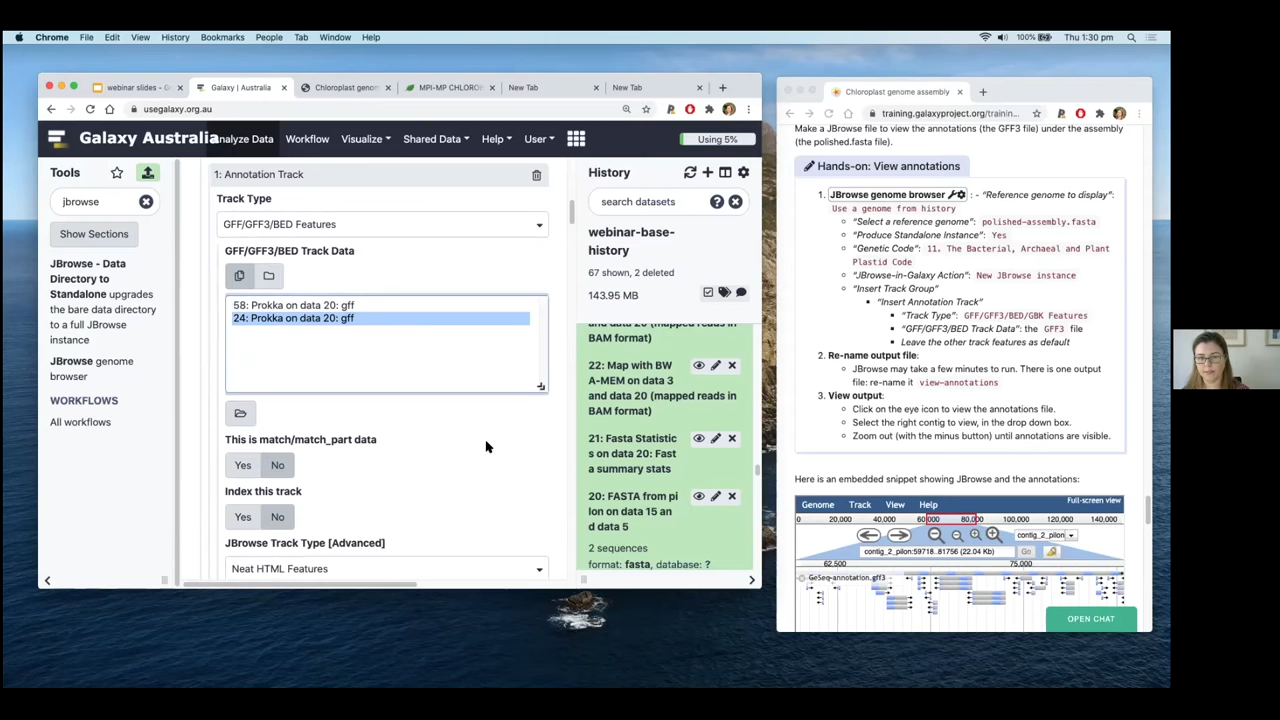 Chrome File Edit View History Bookmarks People Tab Window Help
100% Thu 1:30 pm
webinar slides - G
Galaxy | Australia
Chloroplast genom
MPI-MP CHLORO
New Tab
New Tab
usegalaxy.org.au
Galaxy Australia
Analyze Data Workflow Visualize Shared Data Help User
Using 5%
Tools
jbrowse
Show Sections
JBrowse - Data
Directory to
Standalone upgrades
the bare data directory
to a full JBrowse
instance
JBrowse genome
browser
WORKFLOWS
All workflows
1: Annotation Track
Track Type
GFF/GFF3/BED Features
GFF/GFF3/BED Track Data
58: Prokka on data 20: gff
24: Prokka on data 20: gff
This is match/match_part data
Yes No
Index this track
Yes No
JBrowse Track Type [Advanced]
Neat HTML Features
History
search datasets
webinar-base-
history
67 shown, 2 deleted
143.95 MB
and data 20 (mapped reads in
BAM format)
22: Map with BW
A-MEM on data 3
and data 20 (mapped reads in
BAM format)
21: Fasta Statistic
s on data 20: Fast
a summary stats
20: FASTA from pi
lon on data 15 an
d data 5
2 sequences
format: fasta, database: ?
Chloroplast genome assembly
training.galaxyproject.org/trainin...
Make a JBrowse file to view the annotations (the GFF3 file) under the assembly
(the polished.fasta file).
Hands-on: View annotations
1. JBrowse genome browser : - “Reference genome to display”:
Use a genome from history
“Select a reference genome”: polished-assembly.fasta
“Produce Standalone Instance”: Yes
“Genetic Code”: 11. The Bacterial, Archaeal and Plant
Plastid Code
“JBrowse-in-Galaxy Action”: New JBrowse instance
“Insert Track Group”
“Insert Annotation Track”
“Track Type”: GFF/GFF3/BED/GBK Features
“GFF/GFF3/BED Track Data”: the GFF3 file
Leave the other track features as default
2. Re-name output file:
JBrowse may take a few minutes to run. There is one output
file: re-name it view-annotations
3. View output:
Click on the eye icon to view the annotations file.
Select the right contig to view, in the drop down box.
Zoom out (with the minus button) until annotations are visible.
Here is an embedded snippet showing JBrowse and the annotations:
Genome Track View Help Full-screen view
0 20,000 40,000 60,000 80,000 100,000 120,000 140,000
contig_2_pilon
contig_2_pilon:59718..81756 (22.04 Kb) Go
62,500 75,000
GeSeq-annotation.gff3
OPEN CHAT